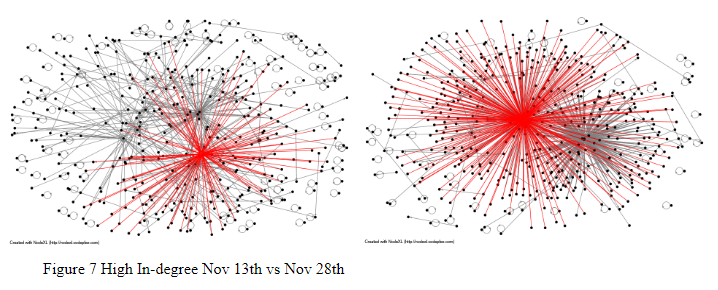 Created with NodeXL (http://nodexl.codeplex.com)
Created with NodeXL (http://nodexl.codeplex.com)
Figure 7 High In-degree Nov 13th vs Nov 28th